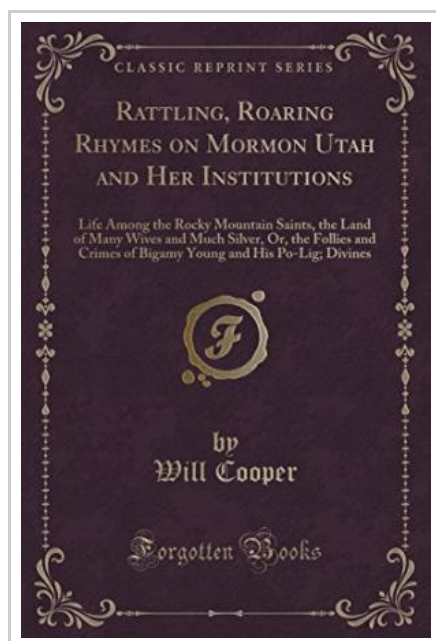 CLASSIC REPRINT SERIES
RATTLING, ROARING
RHYMES ON MORMON UTAH
AND HER INSTITUTIONS
Life Among the Rocky Mountain Saints, the Land
of Many Wives and Much Silver, Or, the Follies and
Crimes of Bigamy Young and His Po-Lig; Divines
F
by
Will Cooper
Forgotten Books